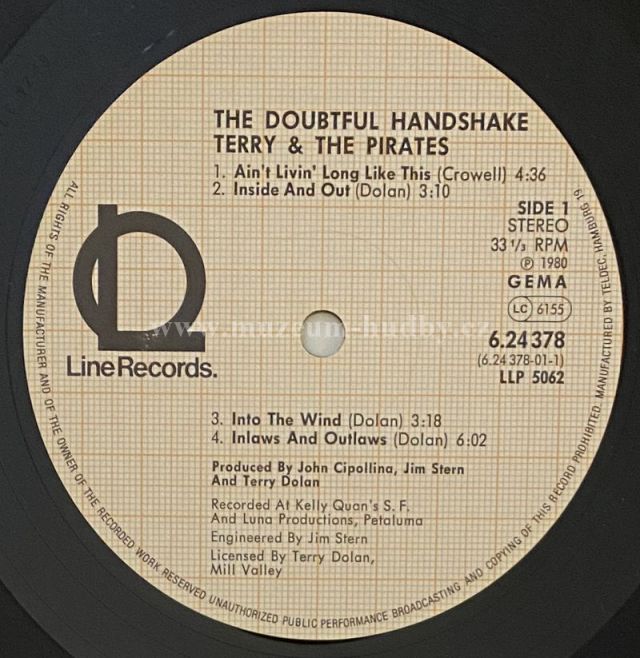 THE DOUBTFUL HANDSHAKE
TERRY & THE PIRATES
1. Ain't Livin' Long Like This (Crowell) 4:36
2. Inside And Out (Dolan) 3:10
SIDE 1
STEREO
33 1/3 RPM
℗ 1980
GEMA
LC 6155
6.24378
(6.24 378-01-1)
LLP 5062
LineRecords.
www.mazeum-hudby.cz
3. Into The Wind (Dolan) 3:18
4. Inlaws And Outlaws (Dolan) 6:02
Produced By John Cipollina, Jim Stern
And Terry Dolan
Recorded At Kelly Quan's S. F.
And Luna Productions, Petaluma
Engineered By Jim Stern
Licensed By Terry Dolan,
Mill Valley
ALL RIGHTS OF THE MANUFACTURER AND OF THE OWNER OF THE RECORDED WORK RESERVED UNAUTHORIZED PUBLIC PERFORMANCE BROADCASTING AND COPYING OF THIS RECORD PROHIBITED. MANUFACTURED BY TELDEC, HAMBURG 19